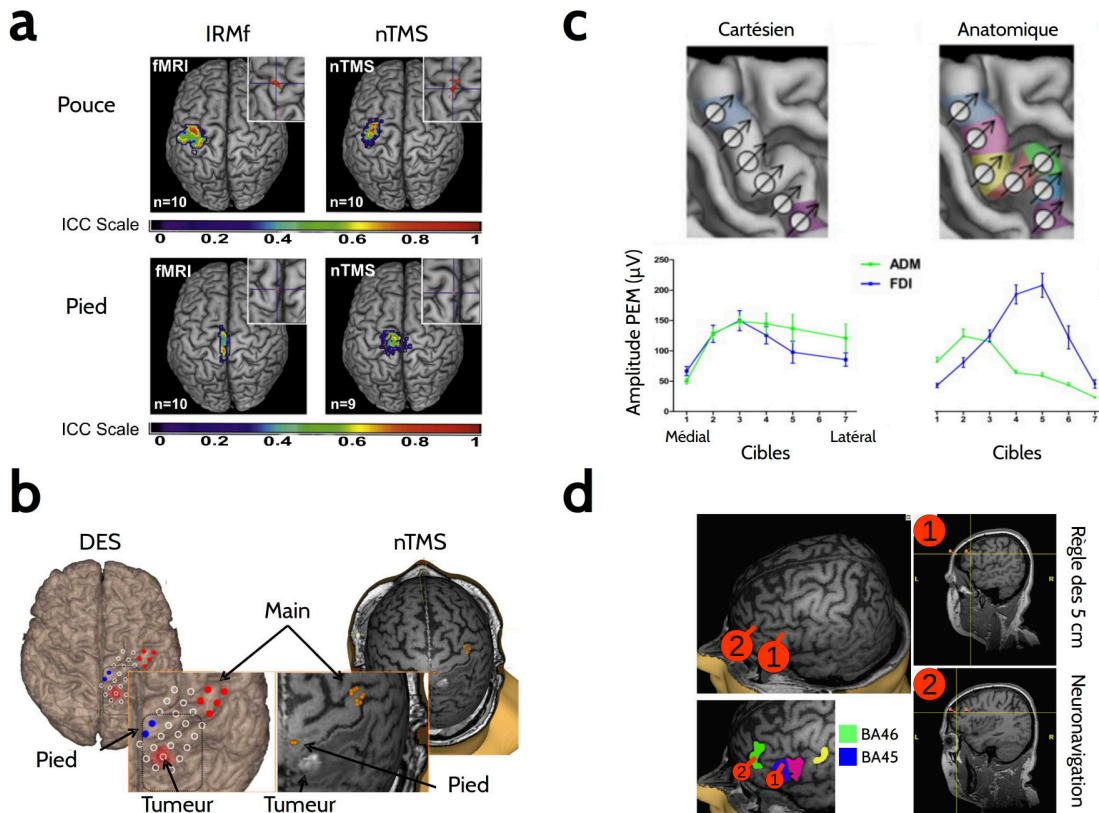 a
IRMf
nTMS
Pouce
fMRI
n=10
nTMS
n=10
ICC Scale
0 0.2 0.4 0.6 0.8 1
Pied
fMRI
n=10
nTMS
n=9
ICC Scale
0 0.2 0.4 0.6 0.8 1
b
DES
nTMS
Main
Pied
Tumeur
Tumeur
Pied
c
Cartésien
Anatomique
Amplitude PEM (µV)
250
200
150
100
50
0
1 2 3 4 5 7
Médial
Latéral
Cibles
ADM
FDI
1 2 3 4 5 6 7
Cibles
d
2
1
2
1
BA46
BA45
1
L
R
Règle des 5 cm
2
L
R
Neuronavigation